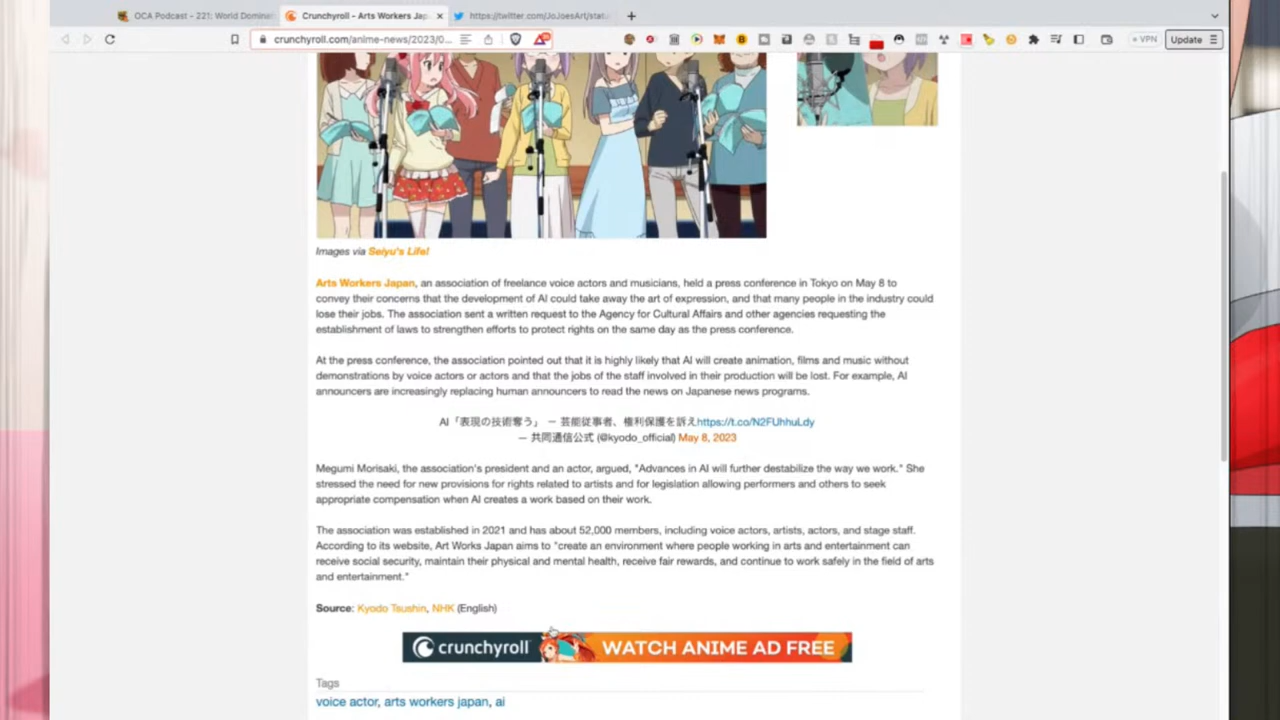 OCA Podcast - 221: World Dominat
Crunchyroll - Arts Workers Jap
https://twitter.com/JoJoesArt/statu
crunchyroll.com/anime-news/2023/0...
VPN
Update
Images via Seiyu's Life!
Arts Workers Japan, an association of freelance voice actors and musicians, held a press conference in Tokyo on May 8 to
convey their concerns that the development of AI could take away the art of expression, and that many people in the industry could
lose their jobs. The association sent a written request to the Agency for Cultural Affairs and other agencies requesting the
establishment of laws to strengthen efforts to protect rights on the same day as the press conference.
At the press conference, the association pointed out that it is highly likely that AI will create animation, films and music without
demonstrations by voice actors or actors and that the jobs of the staff involved in their production will be lost. For example, AI
announcers are increasingly replacing human announcers to read the news on Japanese news programs.
AI「表現の技術奪う」 — 芸能従事者、権利保護を訴えhttps://t.co/N2FUhhuLdy
— 共同通信公式 (@kyodo_official) May 8, 2023
Megumi Morisaki, the association's president and an actor, argued, "Advances in AI will further destabilize the way we work." She
stressed the need for new provisions for rights related to artists and for legislation allowing performers and others to seek
appropriate compensation when AI creates a work based on their work.
The association was established in 2021 and has about 52,000 members, including voice actors, artists, actors, and stage staff.
According to its website, Art Works Japan aims to "create an environment where people working in arts and entertainment can
receive social security, maintain their physical and mental health, receive fair rewards, and continue to work safely in the field of arts
and entertainment."
Source: Kyodo Tsushin, NHK (English)
crunchyroll WATCH ANIME AD FREE
Tags
voice actor, arts workers japan, ai